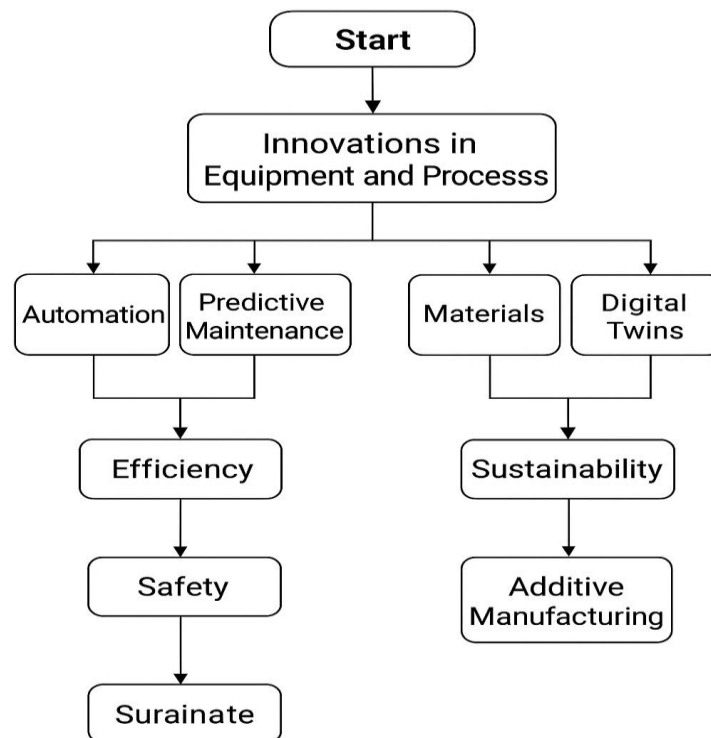 Start
Innovations in
Equipment and Processs
Automation
Predictive
Maintenance
Materials
Digital
Twins
Efficiency
Sustainability
Safety
Additive
Manufacturing
Surainate